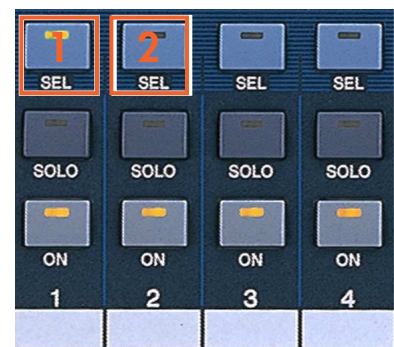 1 2
SEL SEL SEL SEL
SOLO SOLO SOLO SOLO
ON ON ON ON
1 2 3 4